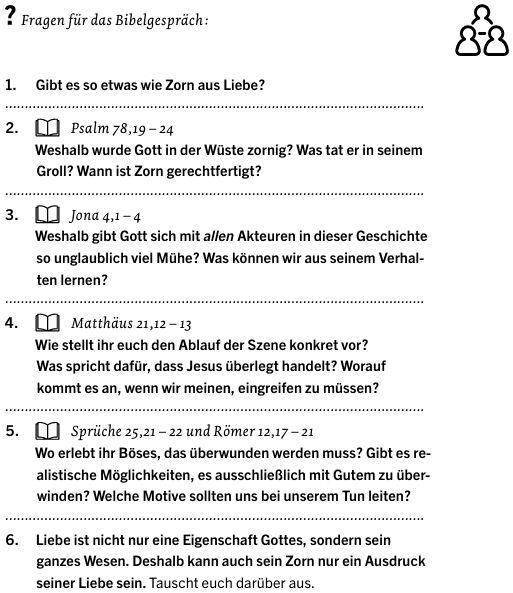 ? Fragen für das Bibelgespräch:
1. Gibt es so etwas wie Zorn aus Liebe?
2. Psalm 78,19 – 24
Weshalb wurde Gott in der Wüste zornig? Was tat er in seinem
Groll? Wann ist Zorn gerechtfertigt?
3. Jona 4,1 – 4
Weshalb gibt Gott sich mit allen Akteuren in dieser Geschichte
so unglaublich viel Mühe? Was können wir aus seinem Verhal-
ten lernen?
4. Matthäus 21,12 – 13
Wie stellt ihr euch den Ablauf der Szene konkret vor?
Was spricht dafür, dass Jesus überlegt handelt? Worauf
kommt es an, wenn wir meinen, eingreifen zu müssen?
5. Sprüche 25,21 – 22 und Römer 12,17 – 21
Wo erlebt ihr Böses, das überwunden werden muss? Gibt es re-
alistische Möglichkeiten, es ausschließlich mit Gutem zu über-
winden? Welche Motive sollten uns bei unserem Tun leiten?
6. Liebe ist nicht nur eine Eigenschaft Gottes, sondern sein
ganzes Wesen. Deshalb kann auch sein Zorn nur ein Ausdruck
seiner Liebe sein. Tauscht euch darüber aus.